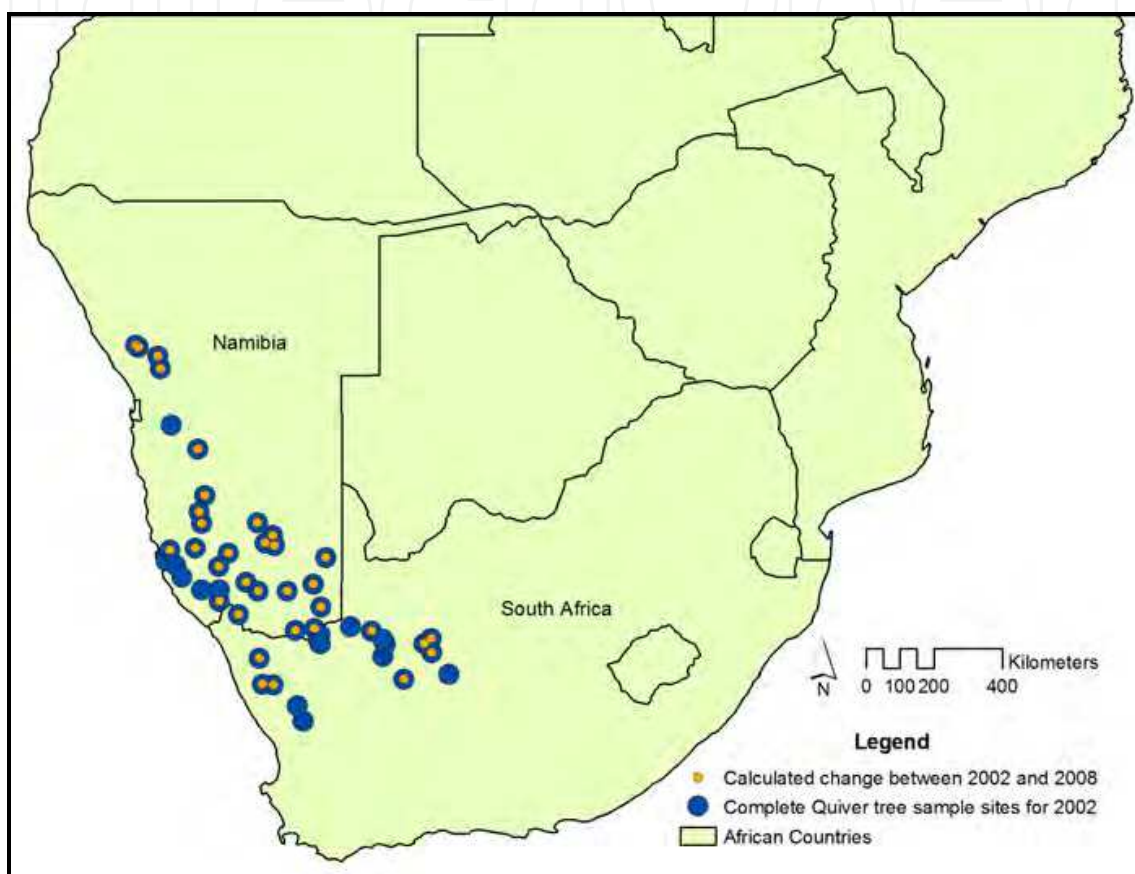 Namibia
South Africa
Kilometers
N
0 100 200 400
Legend
Calculated change between 2002 and 2008
Complete Quiver tree sample sites for 2002
African Countries